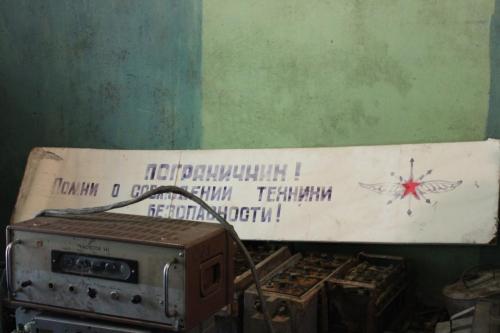 ПОГРАНИЧНИК!
ПОМНИ О СОБЛЮДЕНИИ ТЕХНИКИ
БЕЗОПАСНОСТИ!